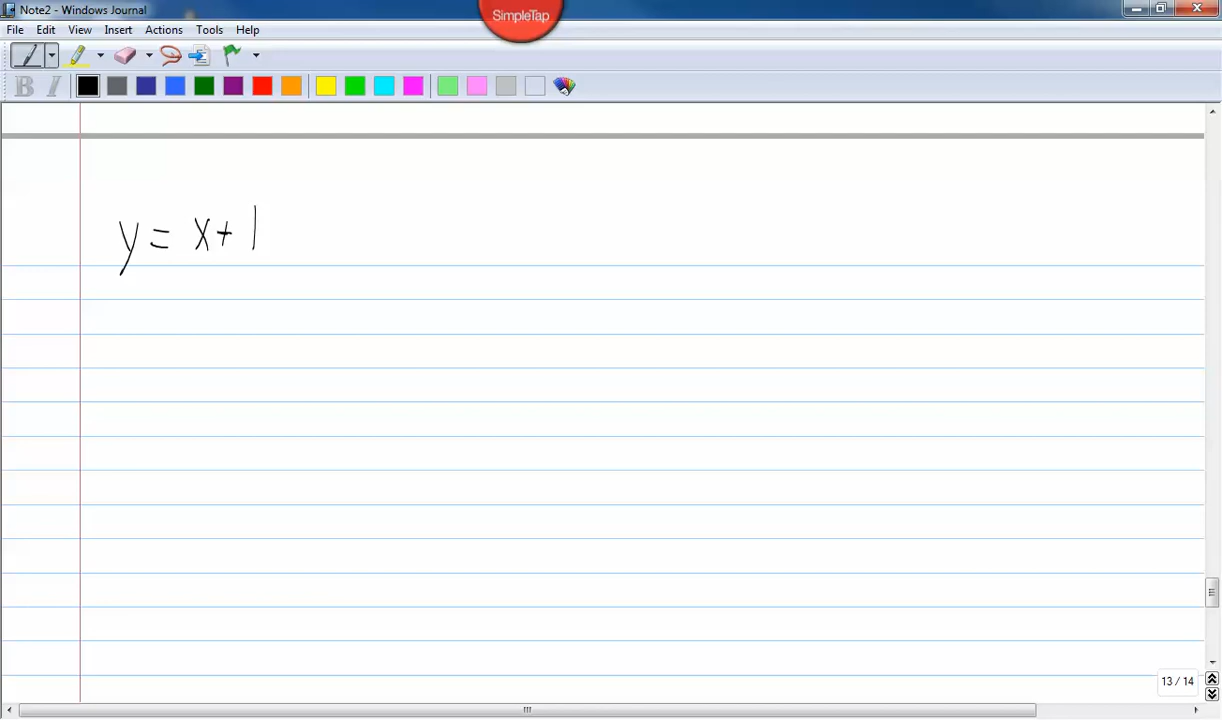 Note2 - Windows Journal
SimpleTap
File Edit View Insert Actions Tools Help
B I
y = x + 1
13 / 14